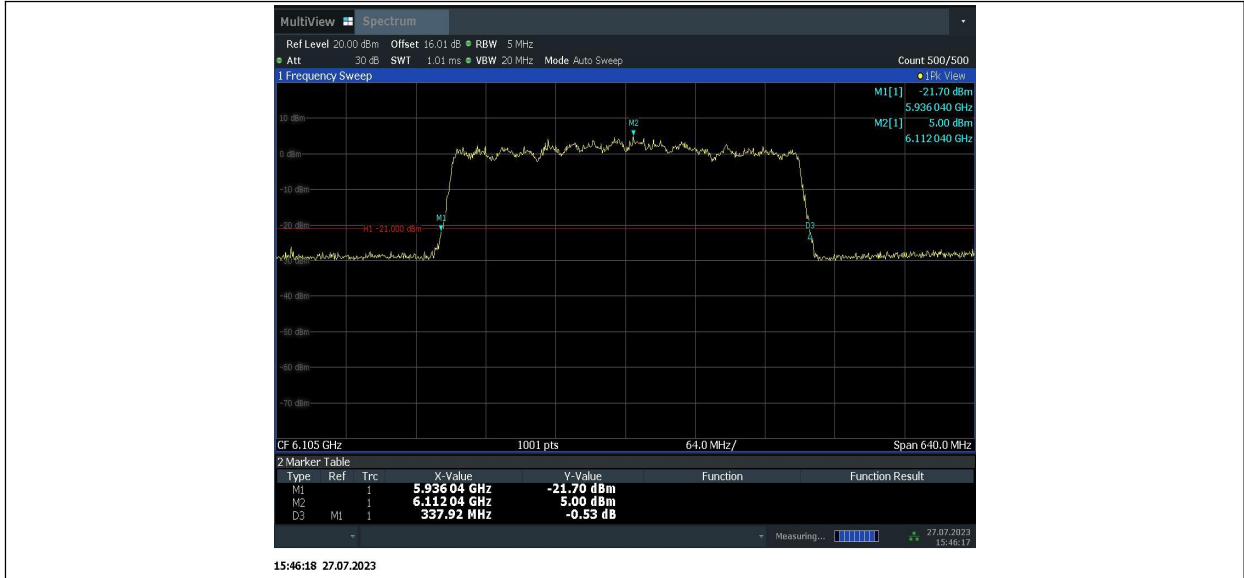 MultiView Spectrum
Ref Level 20.00 dBm Offset 16.01 dB RBW 5 MHz
Att 30 dB SWT 1.01 ms VBW 20 MHz Mode Auto Sweep Count 500/500
1 Frequency Sweep 1Pk View
M1[1] -21.70 dBm
5.936 040 GHz
M2[1] 5.00 dBm
6.112 040 GHz
10 dBm
M2
0 dBm
-10 dBm
M1
-20 dBm
H1 -21.000 dBm
D3
-30 dBm
-40 dBm
-50 dBm
-60 dBm
-70 dBm
CF 6.105 GHz 1001 pts 64.0 MHz/ Span 640.0 MHz
2 Marker Table
Type Ref Trc X-Value Y-Value Function Function Result
M1 1 5.936 04 GHz -21.70 dBm
M2 1 6.112 04 GHz 5.00 dBm
D3 M1 1 337.92 MHz -0.53 dB
Measuring... 27.07.2023
15:46:17
15:46:18 27.07.2023